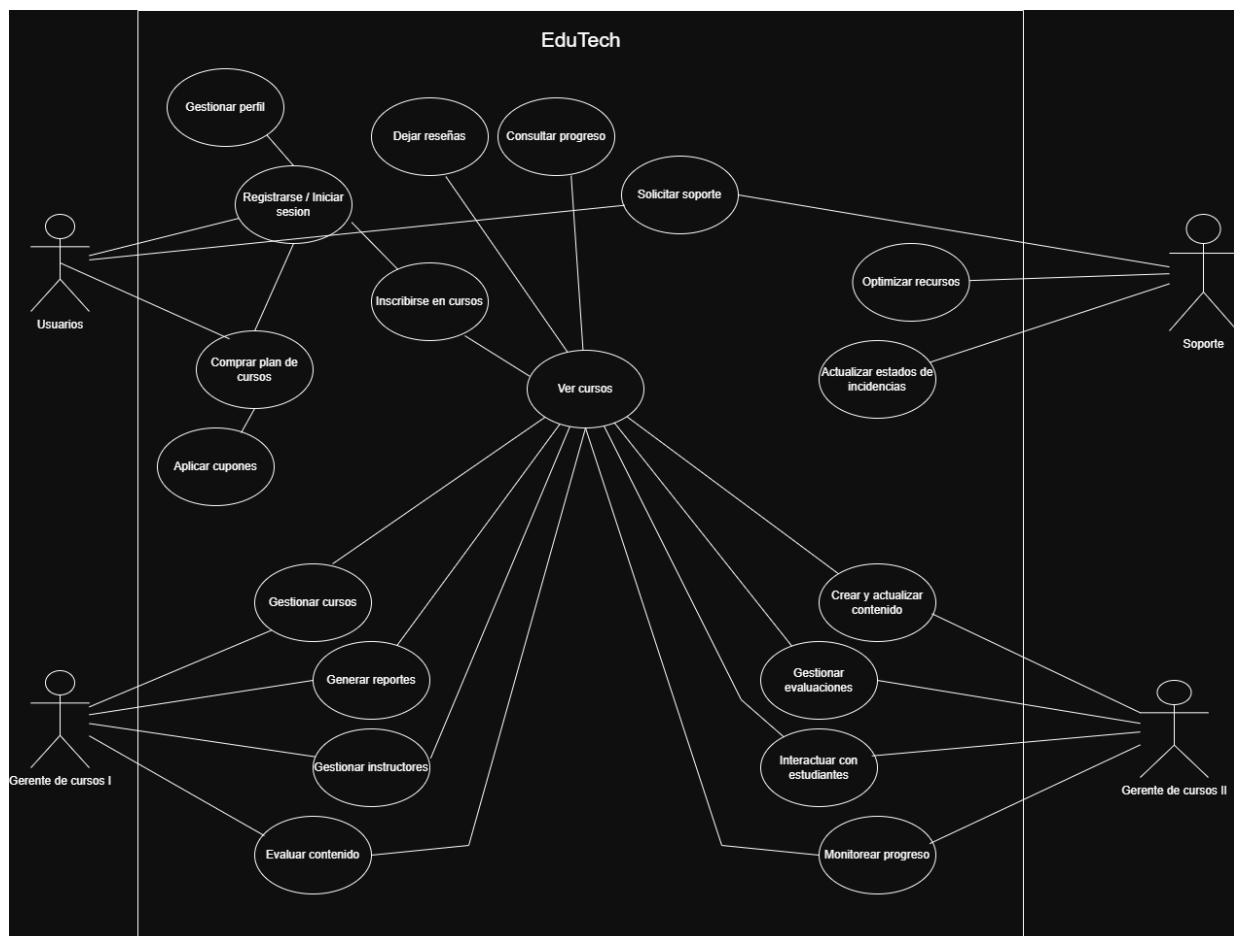 EduTech
Gestionar perfil
Dejar reseñas
Consultar progreso
Registrarse / Iniciar
sesion
Solicitar soporte
Usuarios
Inscribirse en cursos
Optimizar recursos
Soporte
Comprar plan de
cursos
Ver cursos
Actualizar estados de
incidencias
Aplicar cupones
Gestionar cursos
Crear y actualizar
contenido
Generar reportes
Gestionar
evaluaciones
Gerente de cursos I
Gestionar instructores
Interactuar con
estudiantes
Gerente de cursos II
Evaluar contenido
Monitorear progreso